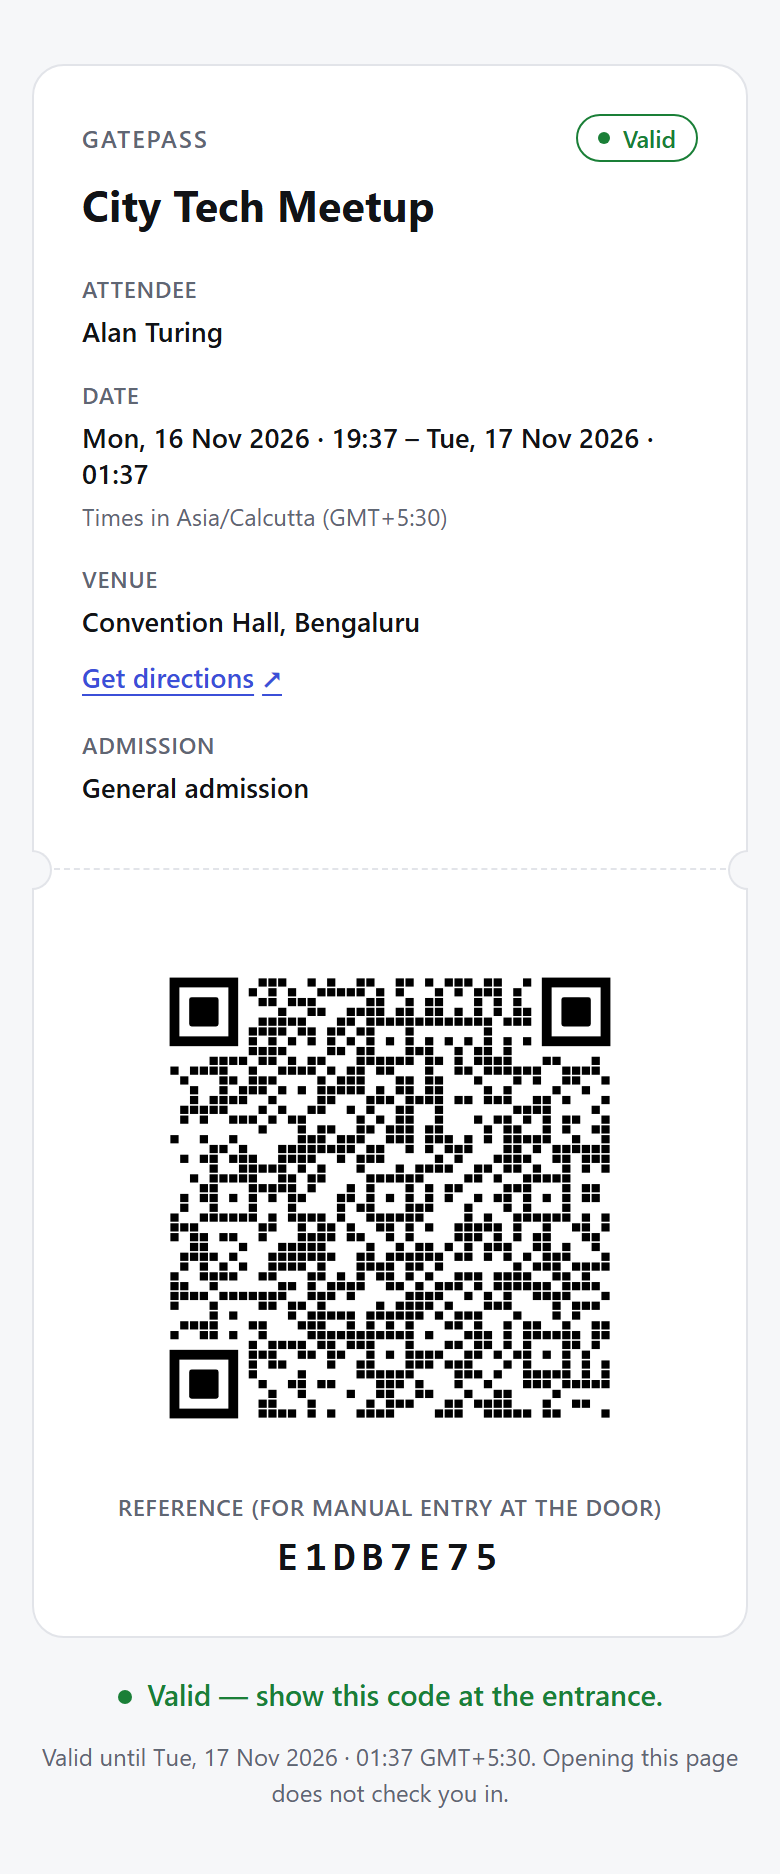 GATEPASS
Valid
City Tech Meetup
ATTENDEE
Alan Turing
DATE
Mon, 16 Nov 2026 · 19:37 – Tue, 17 Nov 2026 ·
01:37
Times in Asia/Calcutta (GMT+5:30)
VENUE
Convention Hall, Bengaluru
Get directions ↗
ADMISSION
General admission
REFERENCE (FOR MANUAL ENTRY AT THE DOOR)
E1DB7E75
Valid — show this code at the entrance.
Valid until Tue, 17 Nov 2026 · 01:37 GMT+5:30. Opening this page
does not check you in.